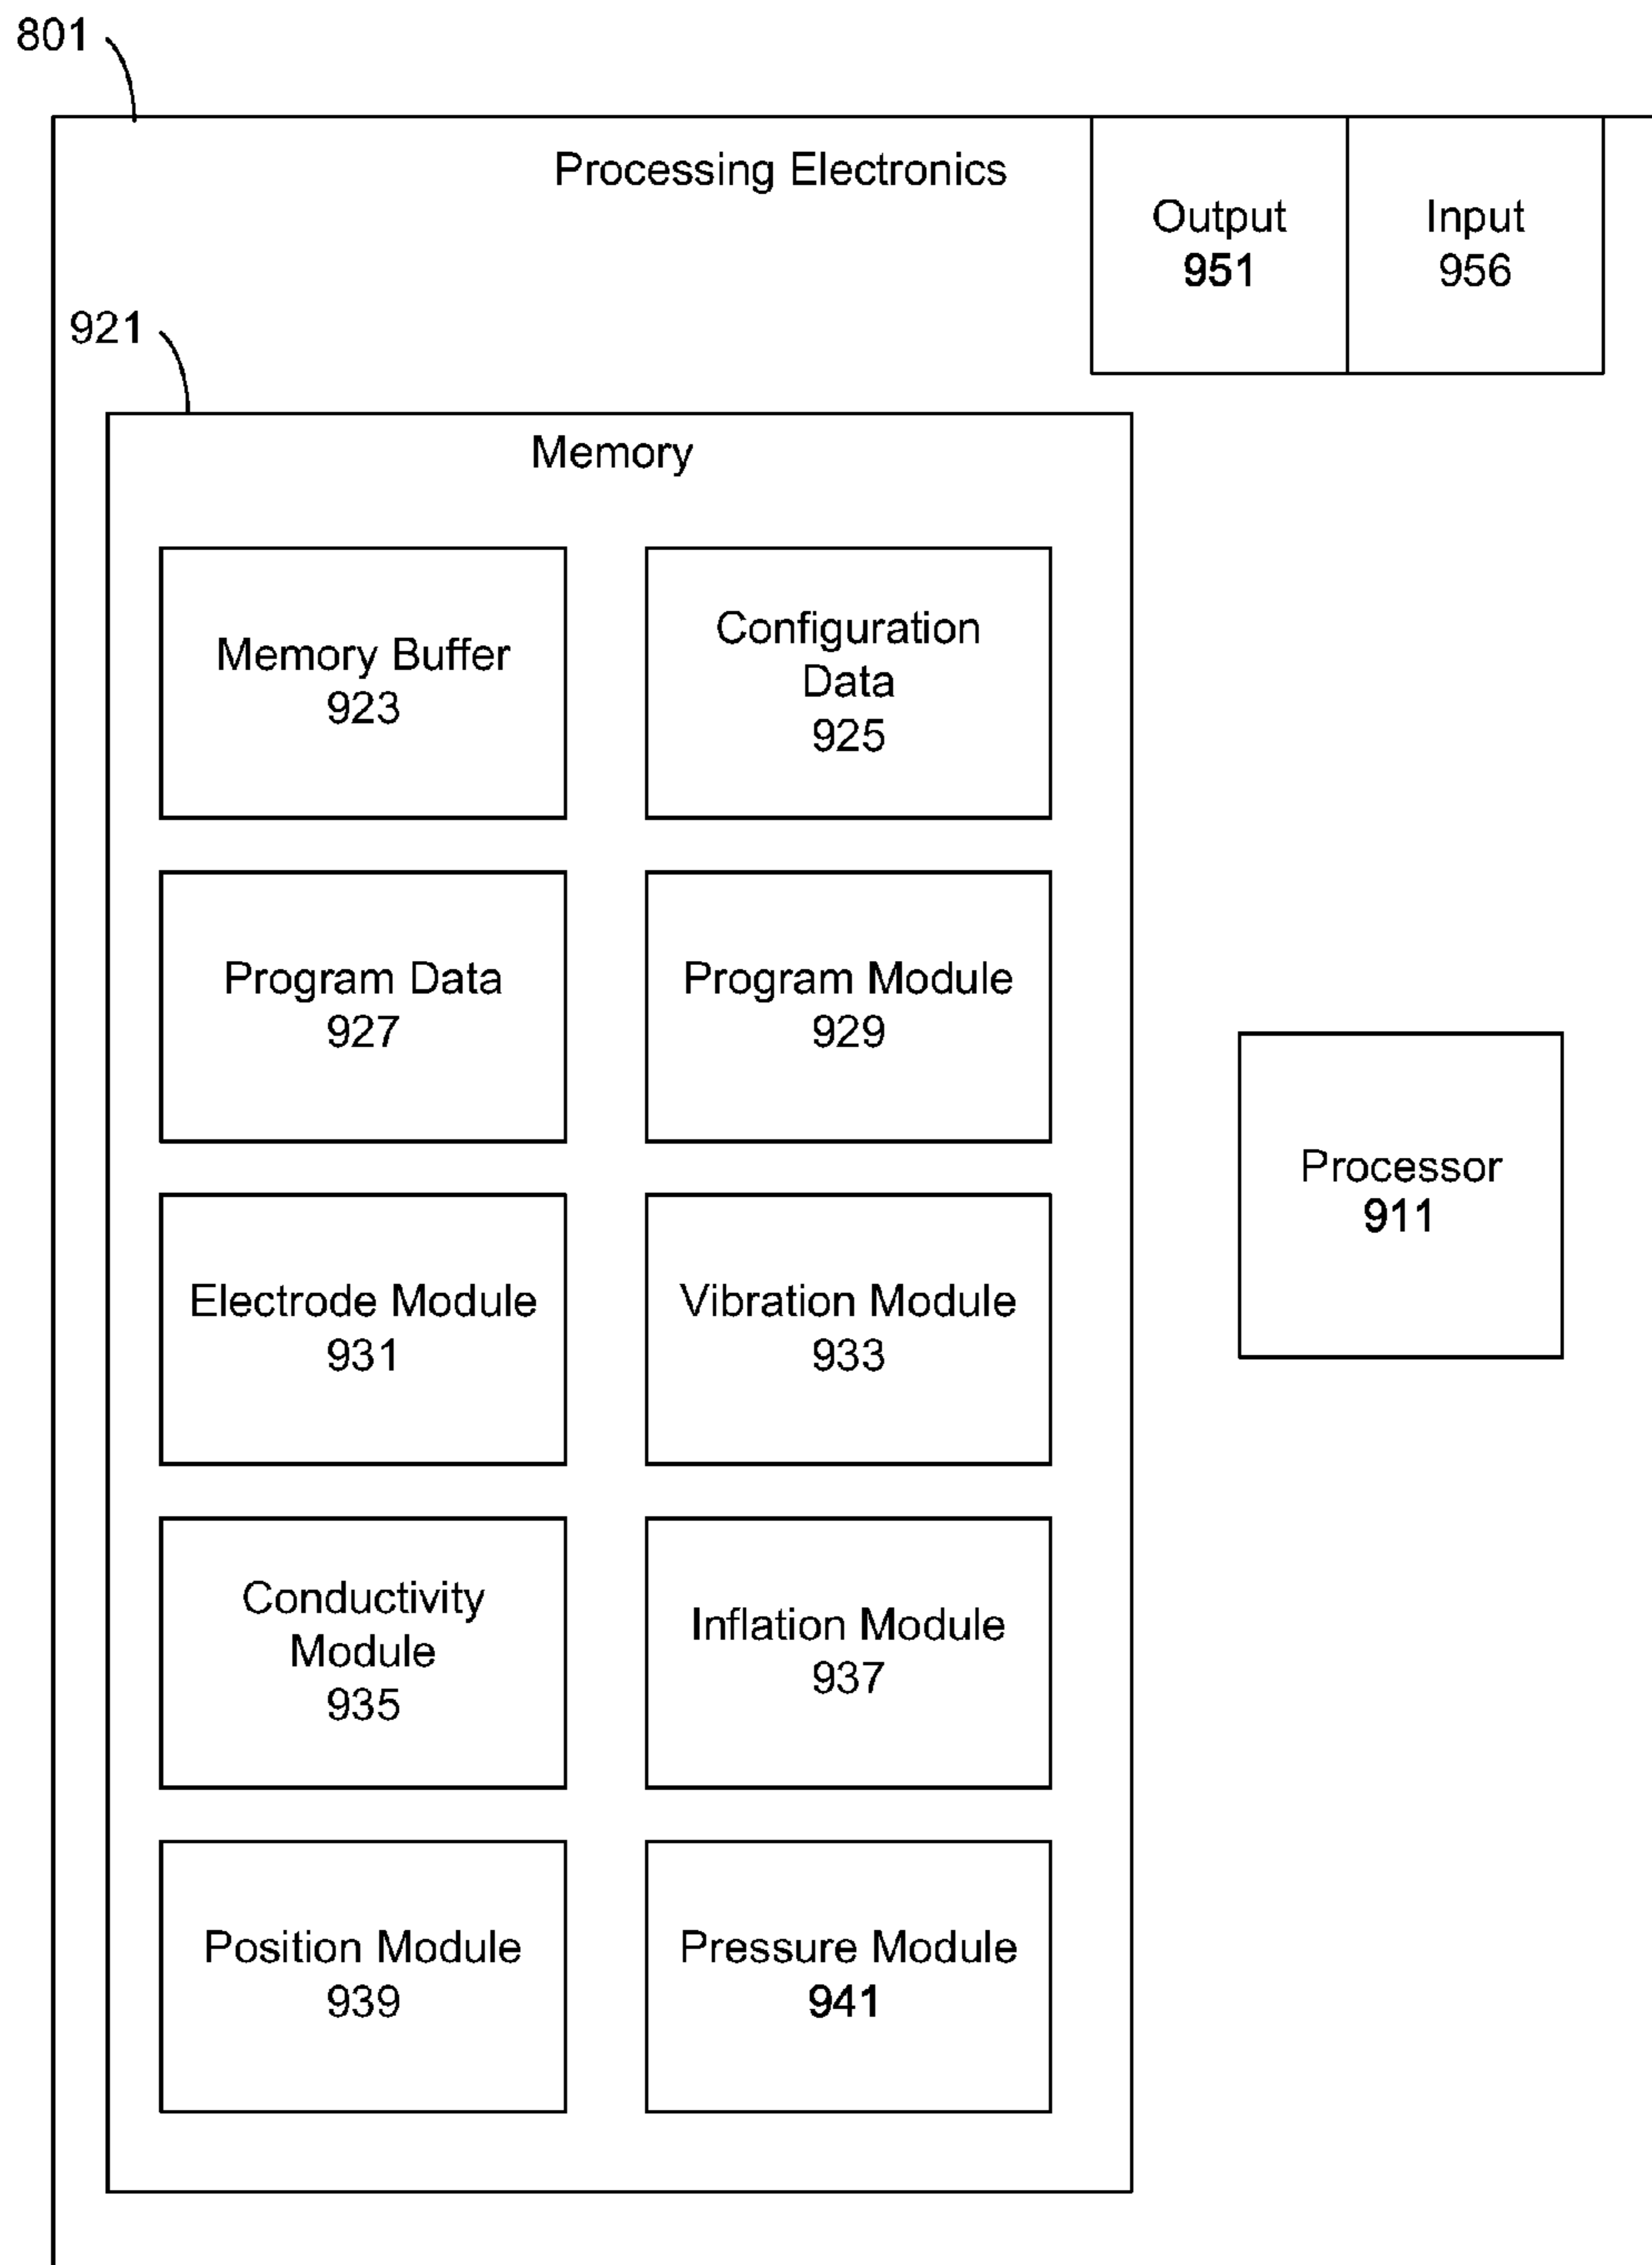 801
Processing Electronics
Output
951
Input
956
921
Memory
Memory Buffer
923
Configuration
Data
925
Program Data
927
Program Module
929
Processor
911
Electrode Module
931
Vibration Module
933
Conductivity
Module
935
Inflation Module
937
Position Module
939
Pressure Module
941